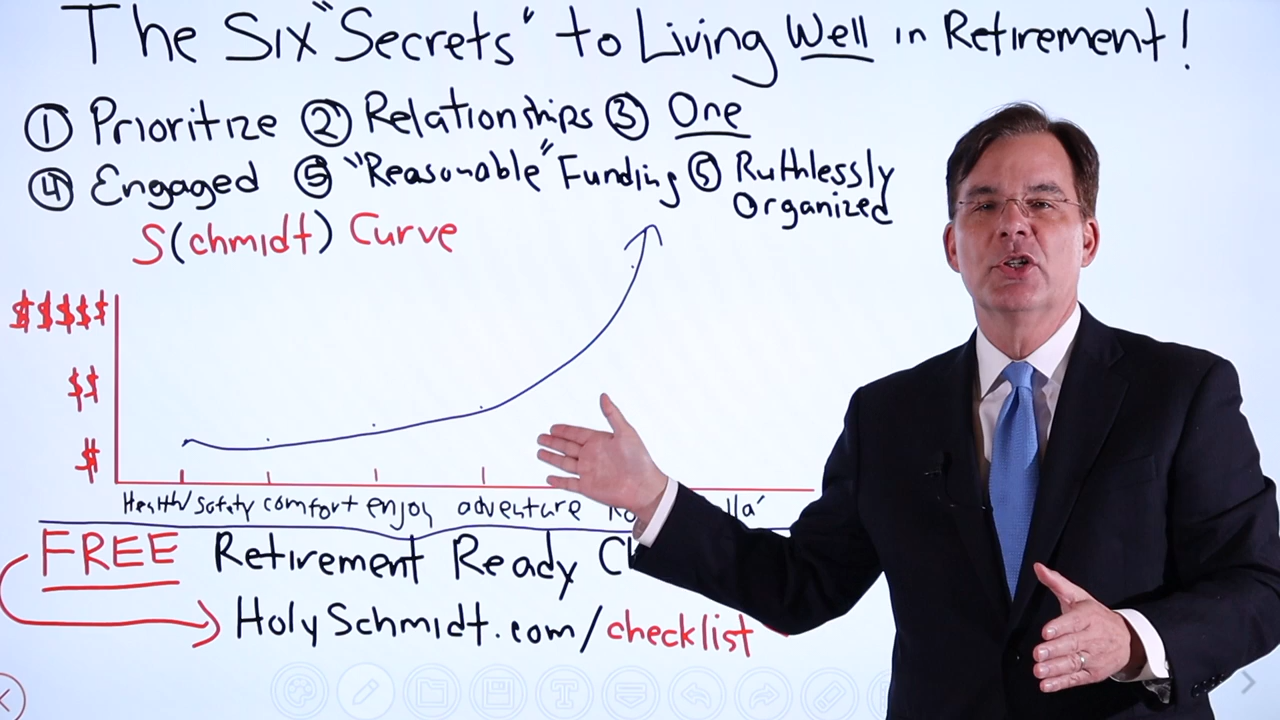 The Six "Secrets" to Living Well in Retirement!
① Prioritize ② Relationships ③ One
④ Engaged ⑤ "Reasonable" Funding ⑤ Ruthlessly
Organized
S(chmidt) Curve
$$$$$
$$
$
Health/Safety comfort enjoy adventure
FREE Retirement Ready
HolySchmidt.com/checklist